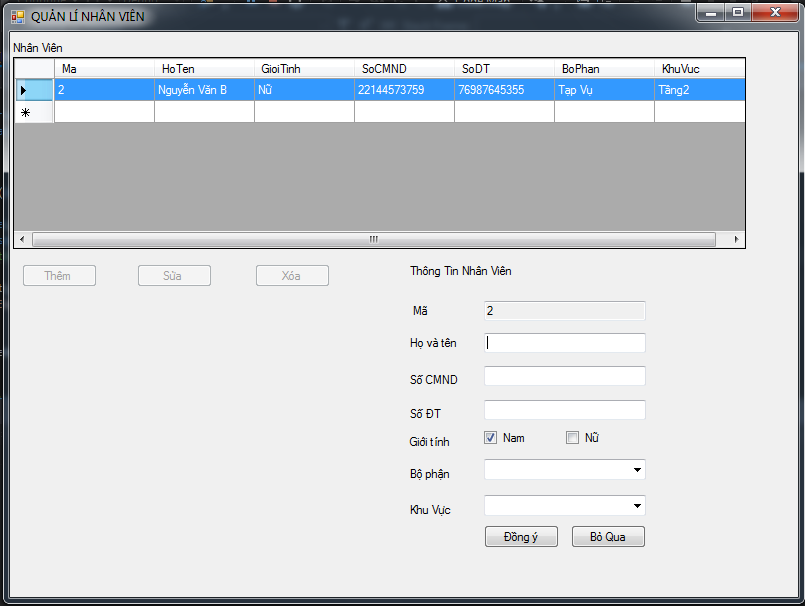 QUẢN LÍ NHÂN VIÊN
Nhân Viên
Ma HoTen GioiTinh SoCMND SoDT BoPhan KhuVuc
2 Nguyễn Văn B Nữ 22144573759 76987645355 Tạp Vụ Tầng2
Thêm Sửa Xóa
Thông Tin Nhân Viên
Mã 2
Họ và tên
Số CMND
Số ĐT
Giới tính Nam Nữ
Bộ phận
Khu Vực
Đồng ý Bỏ Qua